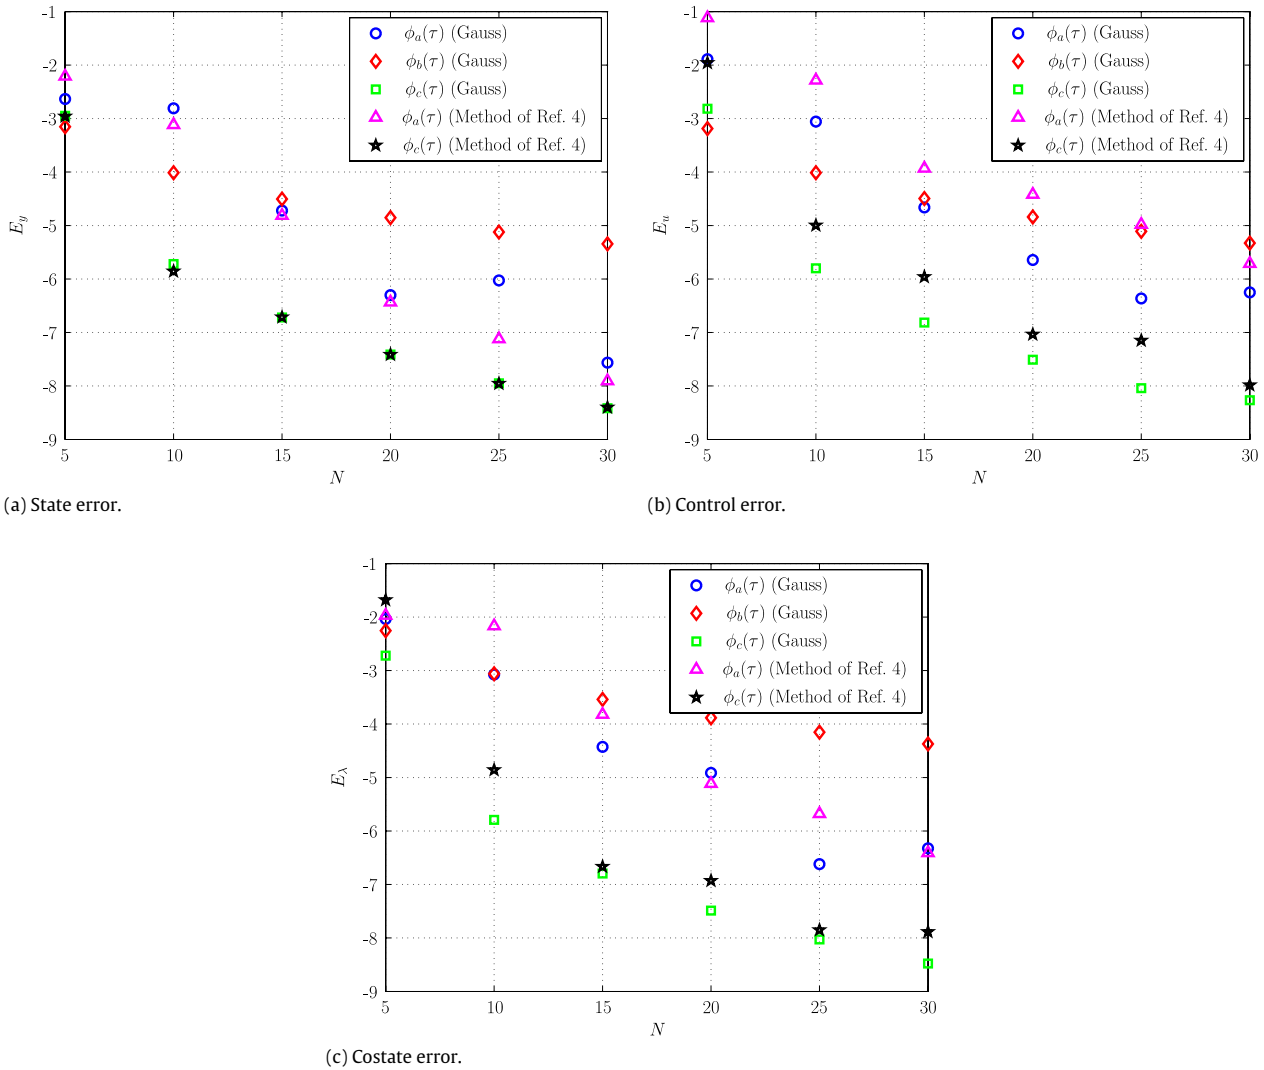 -1
-2
-3
-4
-5
-6
-7
-8
-9
E_y
5 10 15 20 25 30
N
ϕ_a(τ) (Gauss)
ϕ_b(τ) (Gauss)
ϕ_c(τ) (Gauss)
ϕ_a(τ) (Method of Ref. 4)
ϕ_c(τ) (Method of Ref. 4)
(a) State error.
-1
-2
-3
-4
-5
-6
-7
-8
-9
E_u
5 10 15 20 25 30
N
ϕ_a(τ) (Gauss)
ϕ_b(τ) (Gauss)
ϕ_c(τ) (Gauss)
ϕ_a(τ) (Method of Ref. 4)
ϕ_c(τ) (Method of Ref. 4)
(b) Control error.
-1
-2
-3
-4
-5
-6
-7
-8
-9
E_λ
5 10 15 20 25 30
N
ϕ_a(τ) (Gauss)
ϕ_b(τ) (Gauss)
ϕ_c(τ) (Gauss)
ϕ_a(τ) (Method of Ref. 4)
ϕ_c(τ) (Method of Ref. 4)
(c) Costate error.